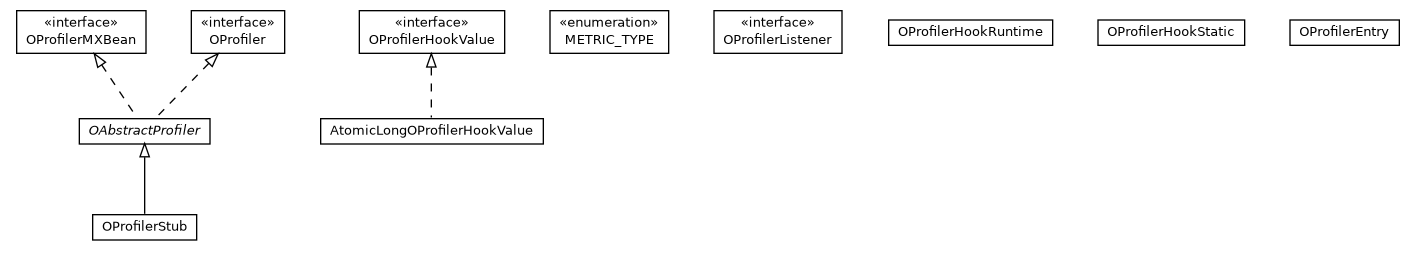 «interface»
OProfilerMXBean
«interface»
OProfiler
«interface»
OProfilerHookValue
«enumeration»
METRIC_TYPE
«interface»
OProfilerListener
OProfilerHookRuntime
OProfilerHookStatic
OProfilerEntry
OAbstractProfiler
AtomicLongOProfilerHookValue
OProfilerStub